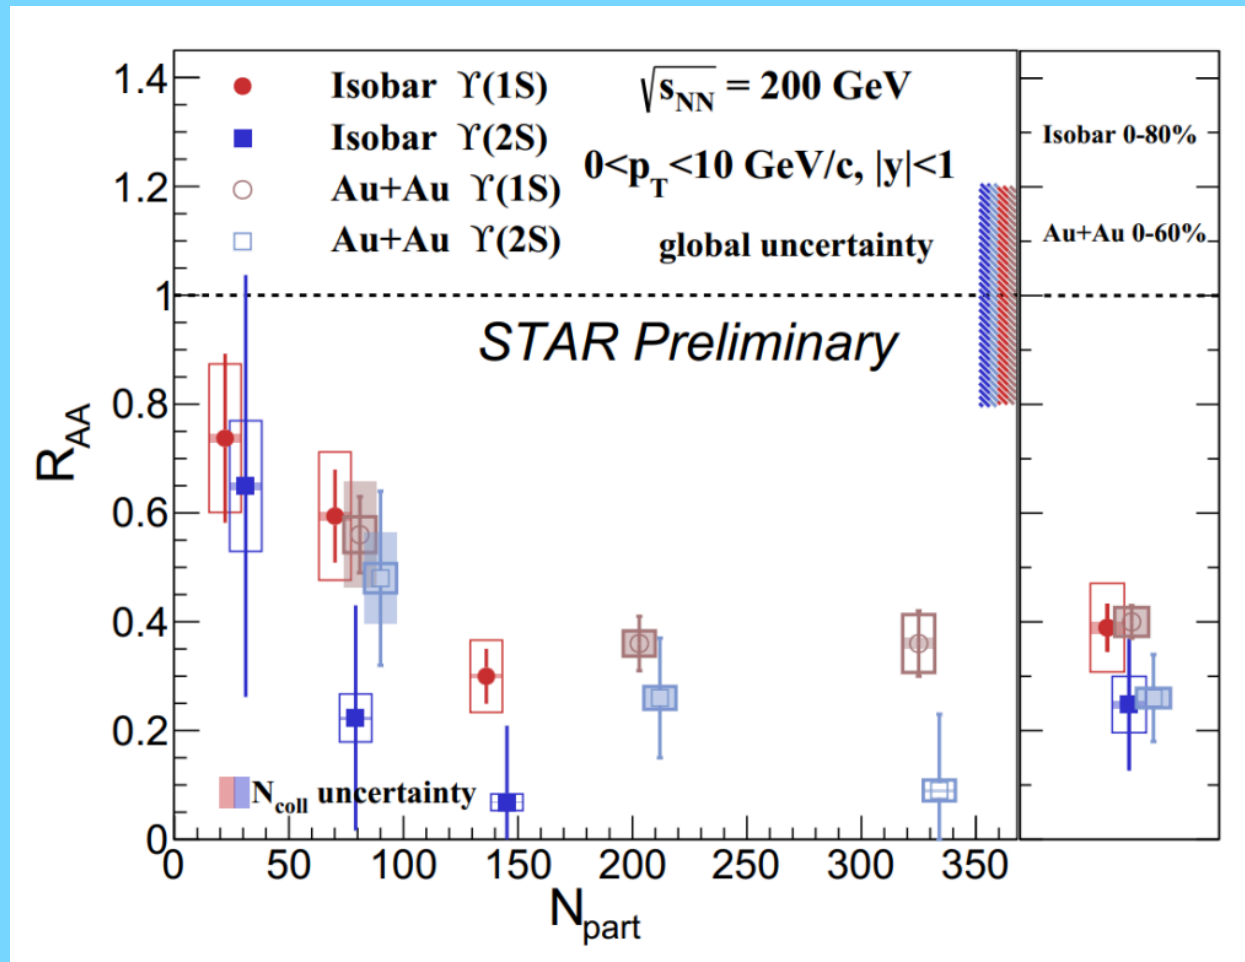 Isobar ϒ(1S)
Isobar ϒ(2S)
Au+Au ϒ(1S)
Au+Au ϒ(2S)
√s_NN = 200 GeV
0<p_T<10 GeV/c, |y|<1
global uncertainty
STAR Preliminary
N_coll uncertainty
Isobar 0-80%
Au+Au 0-60%
R_AA
1.4
1.2
1
0.8
0.6
0.4
0.2
0
0 50 100 150 200 250 300 350
N_part